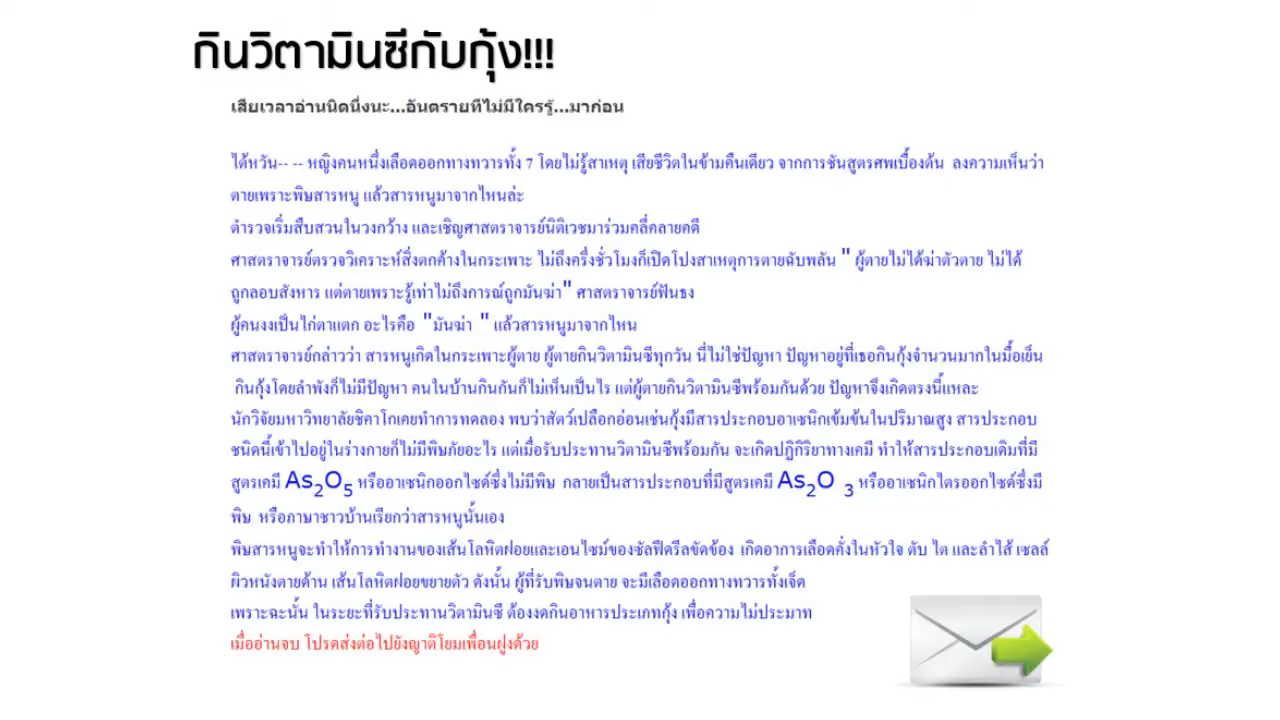 กินวิตามินซีกับกุ้ง!!!
เสียเวลาอ่านนิดนึ่งนะ...อันตรายที่ไม่มีใครรู้...มาก่อน
ได้หวัน-- -- หญิงคนหนึ่งเลือดออกทางทวารทั้ง 7 โดยไม่รู้สาเหตุ เสียชีวิตในข้ามคืนเดียว จากการชันสูตรศพเบื้องต้น ลงความเห็นว่า
ตายเพราะพิษสารหนู แล้วสารหนูมาจากไหนล่ะ
ตำรวจเริ่มสืบสวนในวงกว้าง และเชิญศาสตราจารย์นิติเวชมาร่วมคลี่คลายคดี
ศาสตราจารย์ตรวจวิเคราะห์สิ่งตกค้างในกระเพาะ ไม่ถึงครึ่งชั่วโมงก็เปิดโปงสาเหตุการตายฉับพลัน " ผู้ตายไม่ได้ฆ่าตัวตาย ไม่ได้
ถูกลอบสังหาร แต่ตายเพราะรู้เท่าไม่ถึงการณ์ถูกมันฆ่า" ศาสตราจารย์ฟันธง
ผู้คนงงเป็นไก่ตาแตก อะไรคือ "มันฆ่า " แล้วสารหนูมาจากไหน
ศาสตราจารย์กล่าวว่า สารหนูเกิดในกระเพาะผู้ตาย ผู้ตายกินวิตามินซีทุกวัน นี่ไม่ใช่ปัญหา ปัญหาอยู่ที่เธอกินกุ้งจำนวนมากในมื้อเย็น
กินกุ้งโดยลำพังก็ไม่มีปัญหา คนในบ้านกินกันก็ไม่เห็นเป็นไร แต่ผู้ตายกินวิตามินซีพร้อมกันด้วย ปัญหาจึงเกิดตรงนี้แหละ
นักวิจัยมหาวิทยาลัยชิคาโกเคยทำการทดลอง พบว่าสัตว์เปลือกอ่อนเช่นกุ้งมีสารประกอบอาเซนิกเข้มข้นในปริมาณสูง สารประกอบ
ชนิดนี้เข้าไปอยู่ในร่างกายก็ไม่มีพิษภัยอะไร แต่เมื่อรับประทานวิตามินซีพร้อมกัน จะเกิดปฏิกิริยาทางเคมี ทำให้สารประกอบเดิมที่มี
สูตรเคมี As₂O₅ หรืออาเซนิกออกไซด์ซึ่งไม่มีพิษ กลายเป็นสารประกอบที่มีสูตรเคมี As₂O ₃ หรืออาเซนิกไตรออกไซด์ซึ่งมี
พิษ หรือภาษาชาวบ้านเรียกว่าสารหนูนั้นเอง
พิษสารหนูจะทำให้การทำงานของเส้นโลหิตฝอยและเอนไซม์ของซัลฟีดรีลขัดข้อง เกิดอาการเลือดคั่งในหัวใจ ตับ ไต และลำไส้ เซลล์
ผิวหนังตายด้าน เส้นโลหิตฝอยขยายตัว ดังนั้น ผู้ที่รับพิษจนตาย จะมีเลือดออกทางทวารทั้งเจ็ด
เพราะฉะนั้น ในระยะที่รับประทานวิตามินซี ต้องงดกินอาหารประเภทกุ้ง เพื่อความไม่ประมาท
เมื่ออ่านจบ โปรดส่งต่อไปยังญาติโยมเพื่อนฝูงด้วย